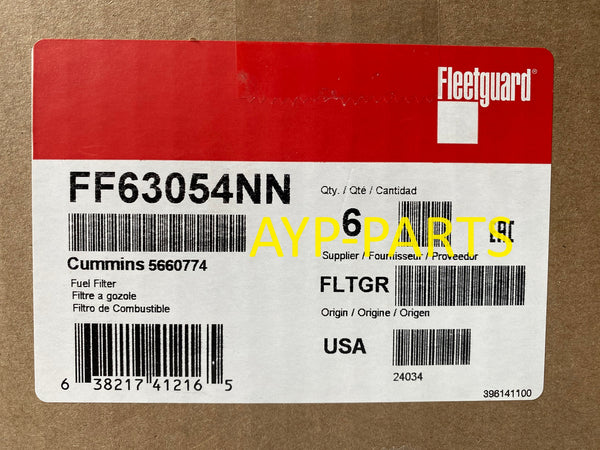 Fleetguard®
FF63054NN
Qty. / Qté / Cantidad
6
EAC
AYP-PARTS
Cummins 5660774
Supplier / Fournisseur / Proveedor
Fuel Filter
Filtre a gozole
Filtro de Combustible
FLTGR
Origin / Origine / Origen
USA
24034
6 38217 41216 5
396141100